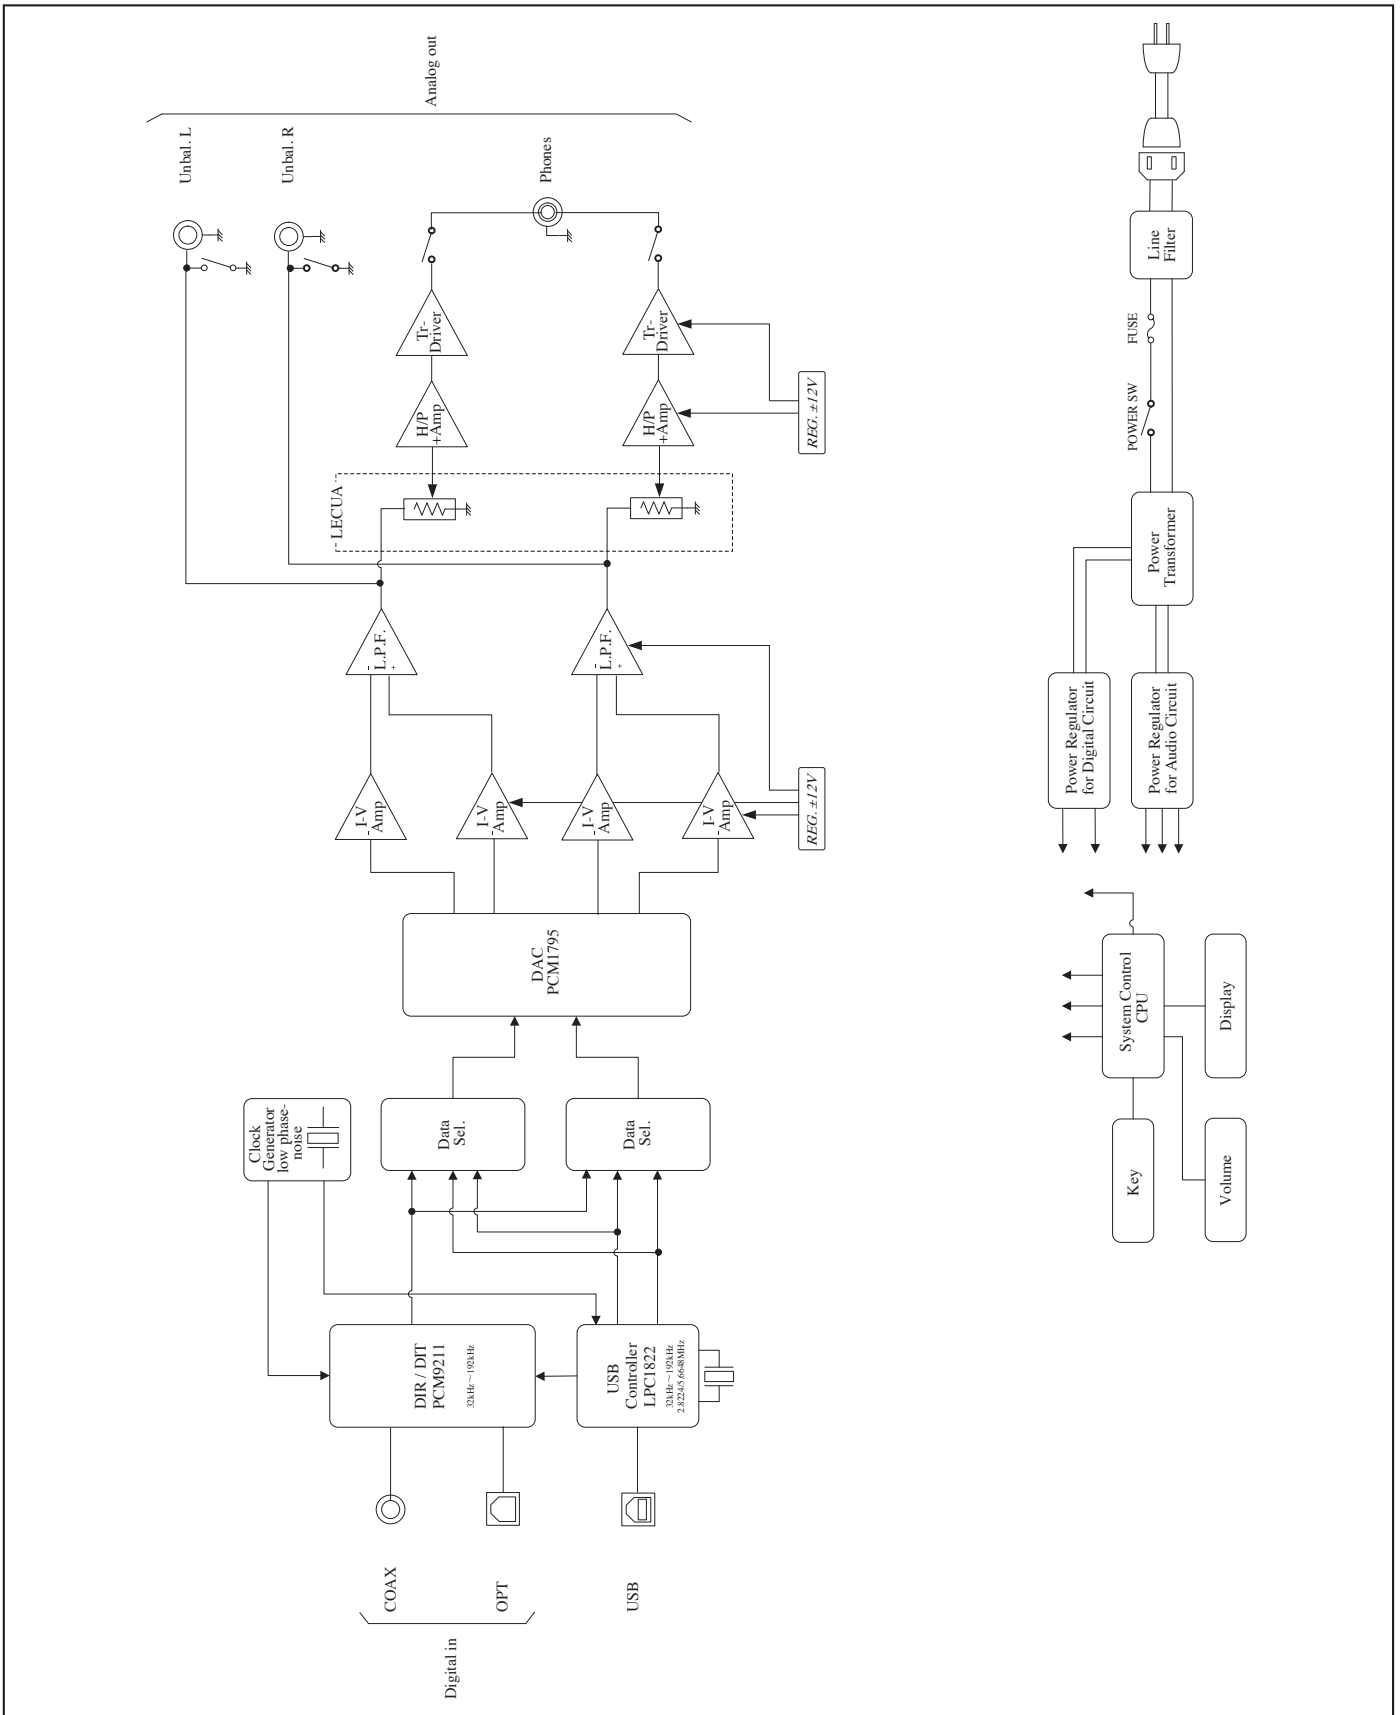 Digital in
COAX
OPT
USB
DIR / DIT
PCM9211
32kHz～192kHz
USB
Controller
LPC1822
32kHz～192kHz
2.8224/5.6648MHz
Clock
Generator
low phase-
noise
Data
Sel.
Data
Sel.
DAC
PCM1795
I-V
- Amp
I-V
- Amp
I-V
- Amp
I-V
- Amp
REG. ±12V
-
L.P.F.
+
-
L.P.F.
+
LECUA
H/P
+Amp
H/P
+Amp
REG. ±12V
Tr-
Driver
Tr-
Driver
Unbal. L
Unbal. R
Phones
Analog out
Key
Volume
System Control
CPU
Display
Power Regulator
for Digital Circuit
Power Regulator
for Audio Circuit
Power
Transformer
POWER SW
FUSE
Line
Filter